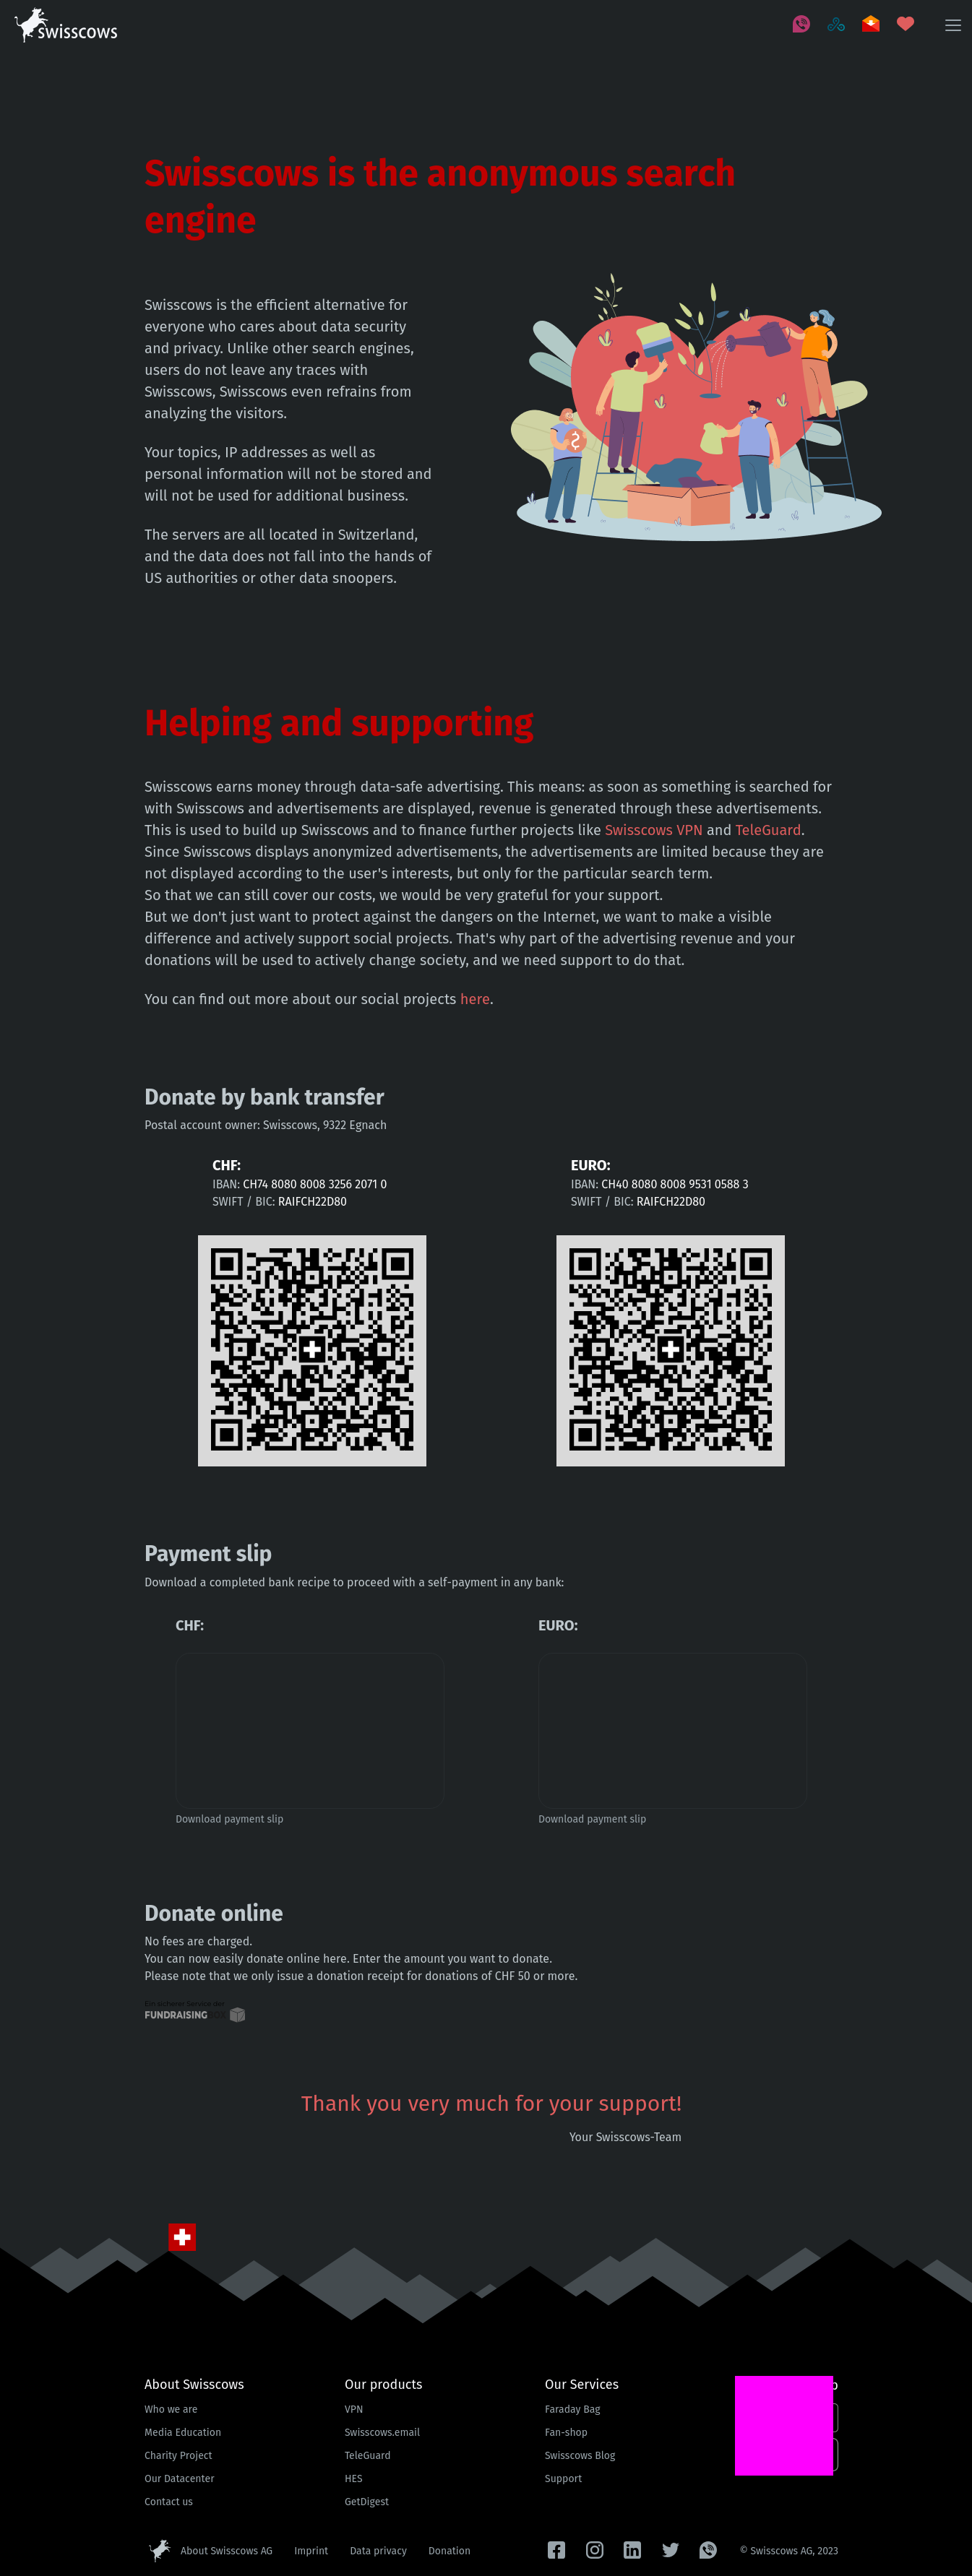 swisscows
Swisscows is the anonymous search
engine
Swisscows is the efficient alternative for
everyone who cares about data security
and privacy. Unlike other search engines,
users do not leave any traces with
Swisscows, Swisscows even refrains from
analyzing the visitors.
Your topics, IP addresses as well as
personal information will not be stored and
will not be used for additional business.
The servers are all located in Switzerland,
and the data does not fall into the hands of
US authorities or other data snoopers.
Helping and supporting
Swisscows earns money through data-safe advertising. This means: as soon as something is searched for
with Swisscows and advertisements are displayed, revenue is generated through these advertisements.
This is used to build up Swisscows and to finance further projects like Swisscows VPN and TeleGuard.
Since Swisscows displays anonymized advertisements, the advertisements are limited because they are
not displayed according to the user's interests, but only for the particular search term.
So that we can still cover our costs, we would be very grateful for your support.
But we don't just want to protect against the dangers on the Internet, we want to make a visible
difference and actively support social projects. That's why part of the advertising revenue and your
donations will be used to actively change society, and we need support to do that.
You can find out more about our social projects here.
Donate by bank transfer
Postal account owner: Swisscows, 9322 Egnach
CHF:
IBAN: CH74 8080 8008 3256 2071 0
SWIFT / BIC: RAIFCH22D80
EURO:
IBAN: CH40 8080 8008 9531 0588 3
SWIFT / BIC: RAIFCH22D80
Payment slip
Download a completed bank recipe to proceed with a self-payment in any bank:
CHF:
Download payment slip
EURO:
Download payment slip
Donate online
No fees are charged.
You can now easily donate online here. Enter the amount you want to donate.
Please note that we only issue a donation receipt for donations of CHF 50 or more.
FUNDRAISING
Thank you very much for your support!
Your Swisscows-Team
About Swisscows
Who we are
Media Education
Charity Project
Our Datacenter
Contact us
Our products
VPN
Swisscows.email
TeleGuard
HES
GetDigest
Our Services
Faraday Bag
Fan-shop
Swisscows Blog
Support
About Swisscows AG
Imprint
Data privacy
Donation
© Swisscows AG, 2023